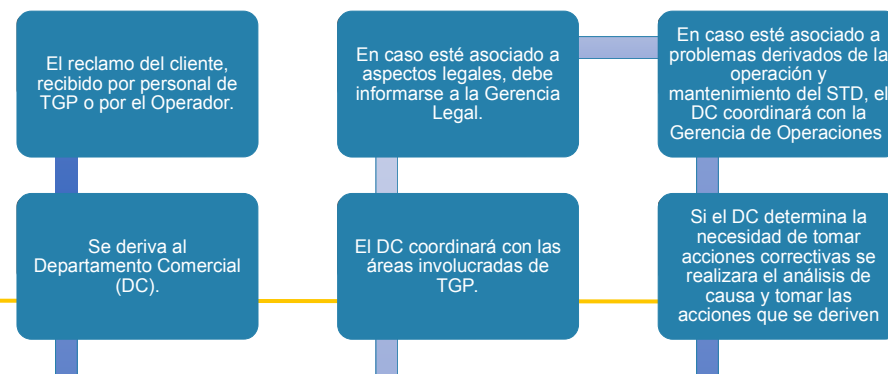 El reclamo del cliente,
recibido por personal de
TGP o por el Operador.
Se deriva al
Departamento Comercial
(DC).
En caso esté asociado a
aspectos legales, debe
informarse a la Gerencia
Legal.
El DC coordinará con las
áreas involucradas de
TGP.
En caso esté asociado a
problemas derivados de la
operación y
mantenimiento del STD, el
DC coordinará con la
Gerencia de Operaciones
Si el DC determina la
necesidad de tomar
acciones correctivas se
realizara el análisis de
causa y tomar las
acciones que se deriven